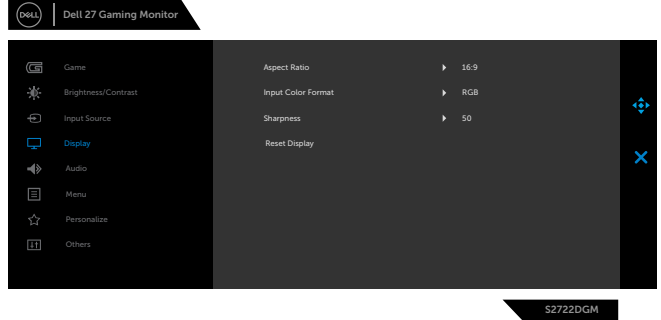 DELL Dell 27 Gaming Monitor
Game
Aspect Ratio 16:9
Brightness/Contrast
Input Color Format RGB
Input Source
Sharpness 50
Display
Reset Display
Audio
Menu
Personalize
Others
S2722DGM